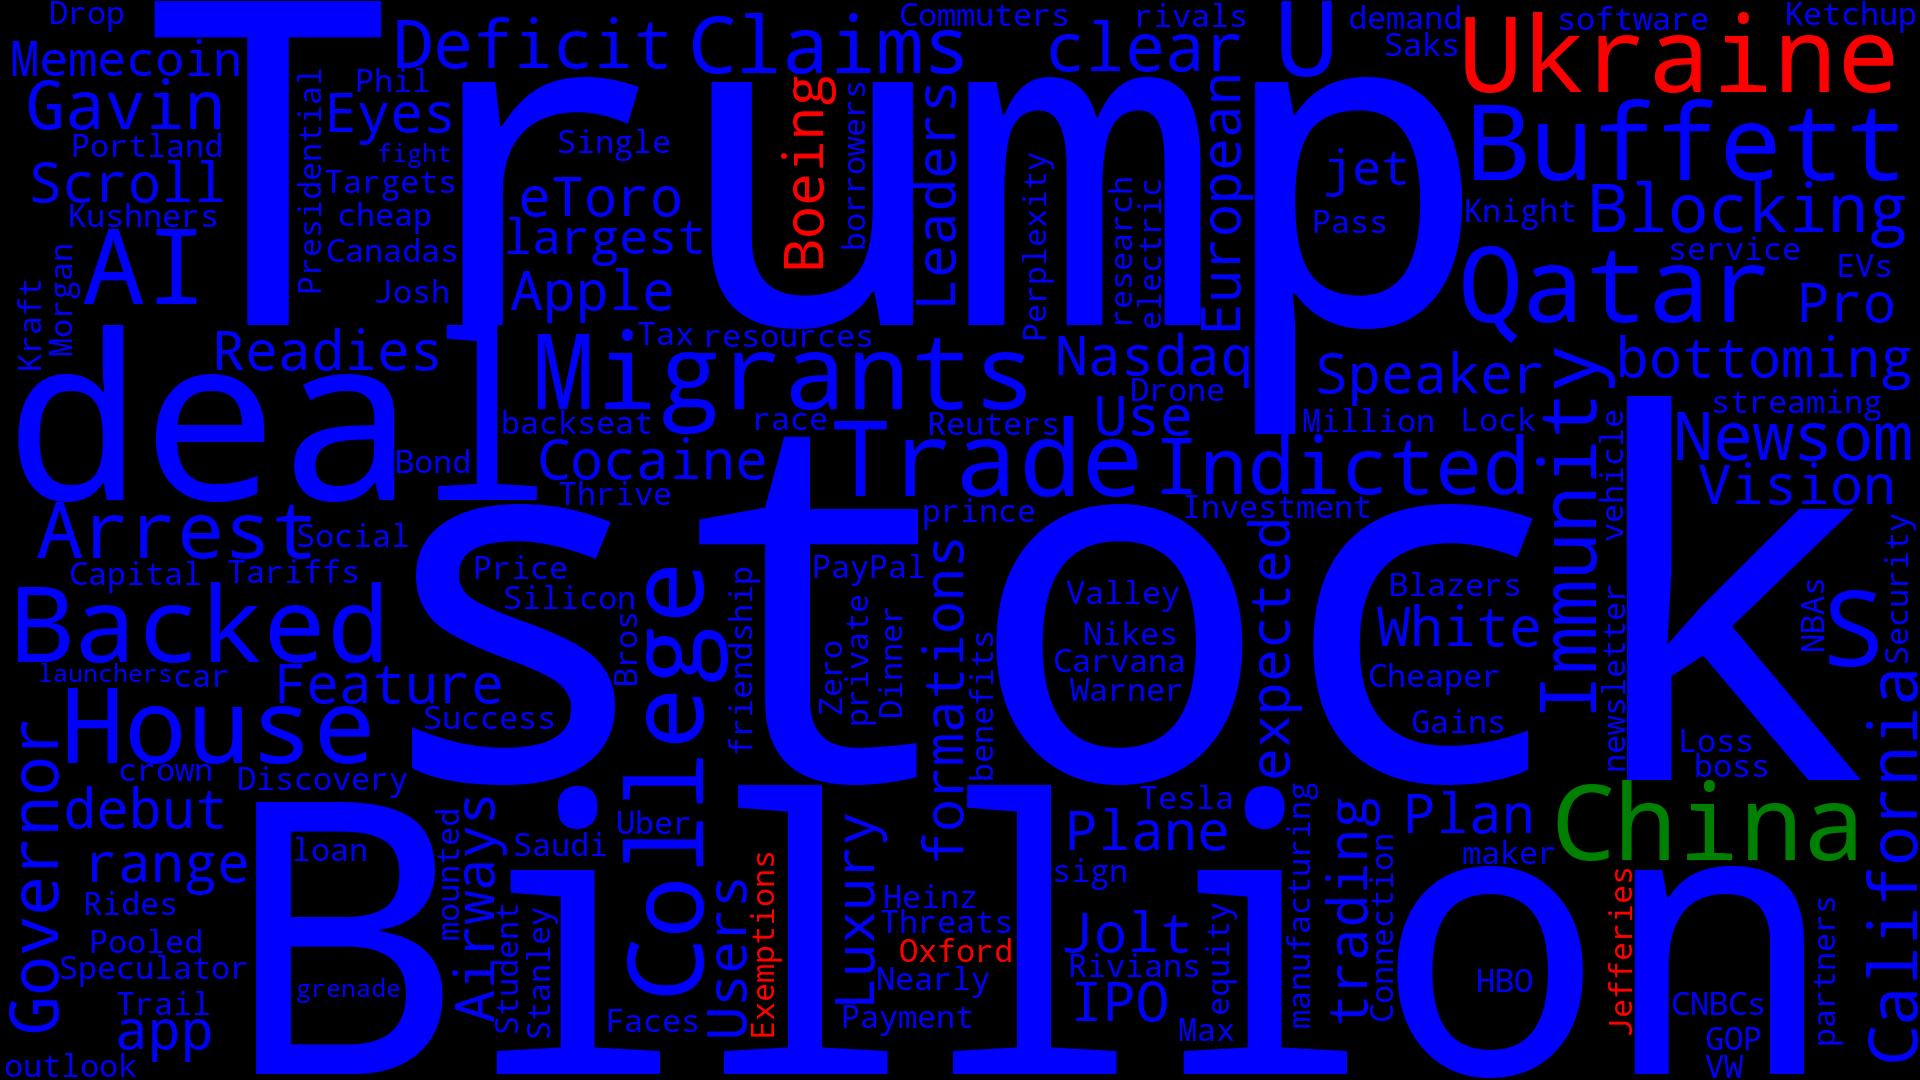 Trump
stock
Billion
deal
Drop
Memecoin
Gavin
Portland
Scroll
Kushners
AI
Kraft
Morgan
Presidential
Deficit
Phil
Eyes
fight
Targets
cheap
Canadas
Josh
Claims
Single
eToro
largest
Apple
Boeing
borrowers
Leaders
Commuters
rivals
clear
U
demand
Saks
Ukraine
software
Ketchup
Perplexity
research
electric
European
jet
Pass
Buffett
Knight
Blocking
service
Qatar
EVs
Pro
Readies
Migrants
Tax
resources
backseat
race
Nasdaq
Drone
Use
Reuters
Speaker
Million
Lock
Immunity
bottoming
streaming
Newsom
Vision
vehicle
Bond
Cocaine
Thrive
Trade
Indicted
Investment
prince
Arrest
Social
Capital
Tariffs
Backed
Price
Silicon
Bros
College
friendship
PayPal
Zero
private
Dinner
formations
benefits
Valley
Nikes
Carvana
Warner
expected
Blazers
White
Cheaper
Gains
newsletter
NBAs
S
Security
launchers
car
Feature
Success
House
crown
Discovery
Governor
debut
range
Rides
Pooled
Speculator
Trail
app
outlook
loan
grenade
mounted
Airways
Student
Stanley
Saudi
Uber
Faces
Users
Exemptions
Luxury
Heinz
Threats
Oxford
Nearly
Payment
Tesla
Plane
sign
Jolt
Rivians
IPO
Max
equity
manufacturing
trading
Connection
Plan
maker
China
Loss
boss
California
HBO
Jefferies
CNBCs
GOP
VW
partners